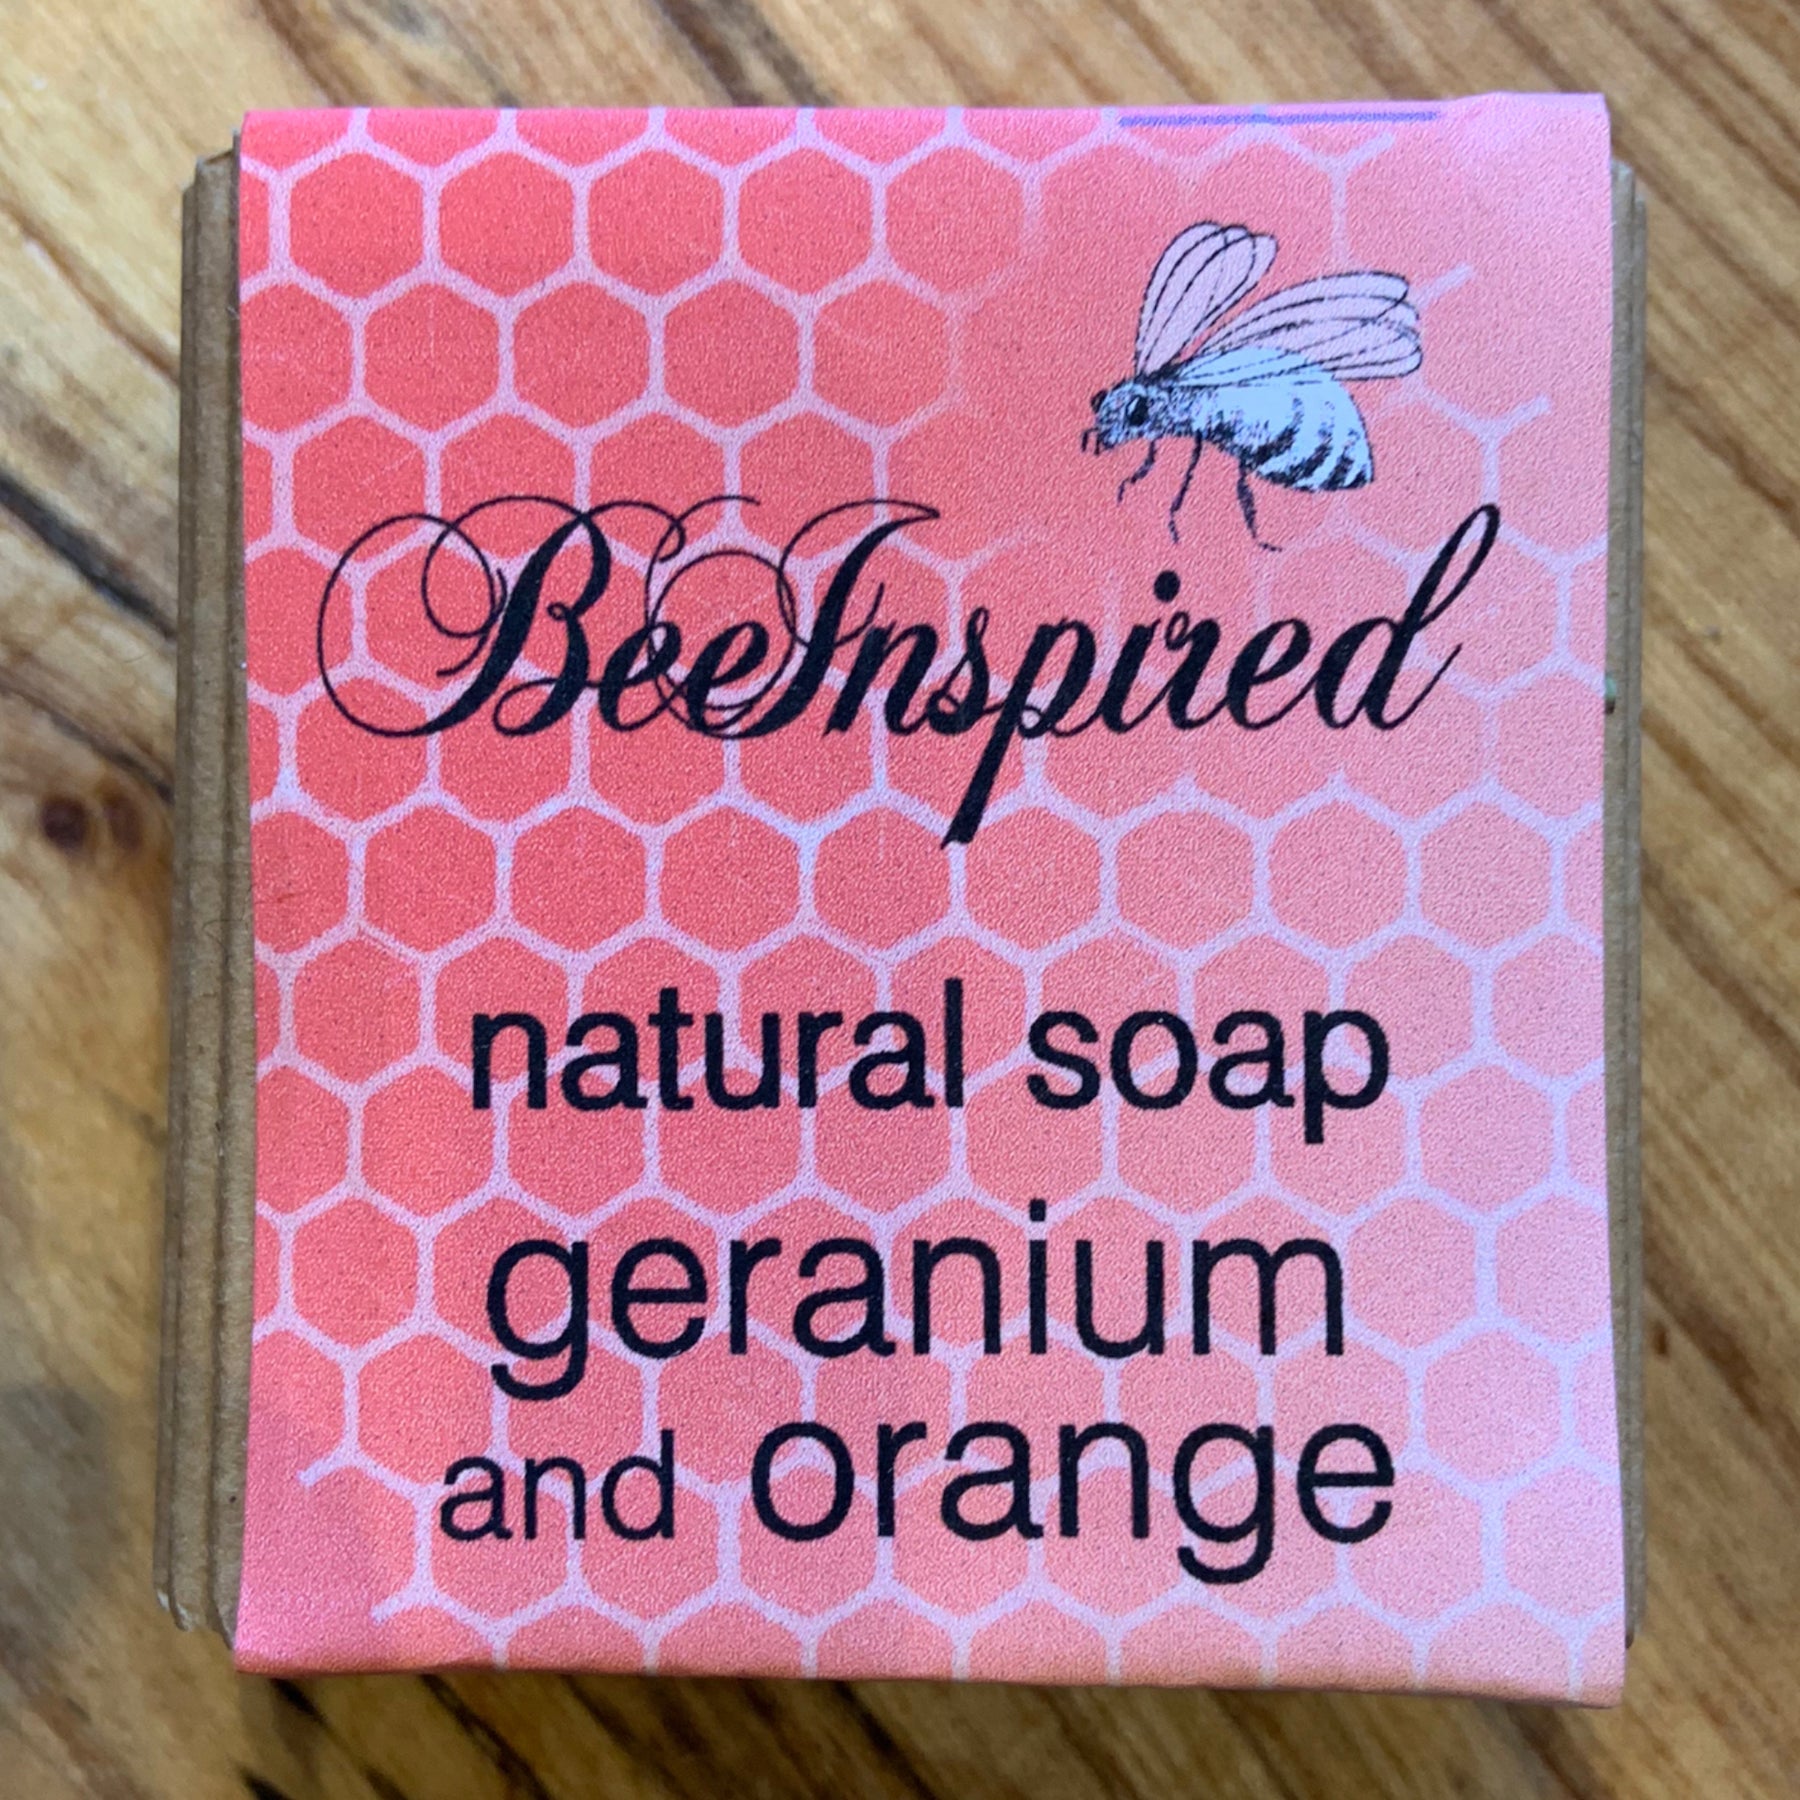 BeeInspired
natural soap
geranium
and orange